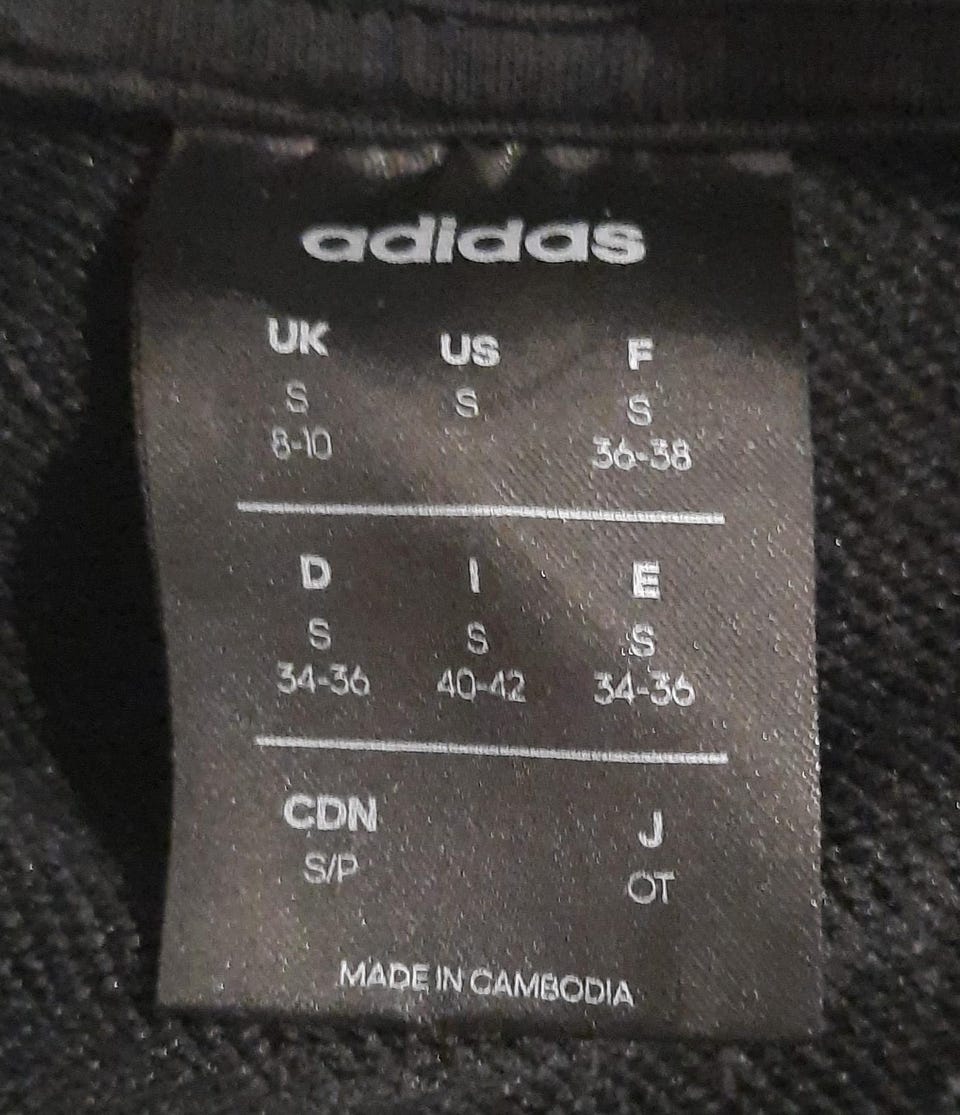 adidas
UK US F
S S S
8-10 36-38
D I E
S S S
34-36 40-42 34-36
CDN J
S/P OT
MADE IN CAMBODIA